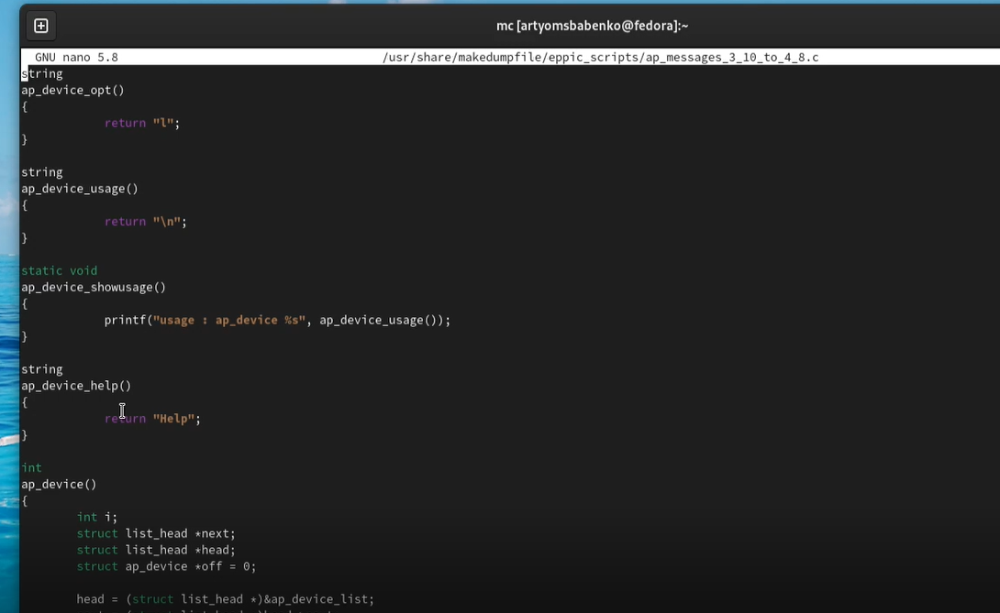 mc [artyomsbabenko@fedora]:~
GNU nano 5.8 /usr/share/makedumpfile/eppic_scripts/ap_messages_3_10_to_4_8.c
string
ap_device_opt()
{
return "l";
}
string
ap_device_usage()
{
return "\n";
}
static void
ap_device_showusage()
{
printf("usage : ap_device %s", ap_device_usage());
}
string
ap_device_help()
{
return "Help";
}
int
ap_device()
{
int i;
struct list_head *next;
struct list_head *head;
struct ap_device *off = 0;
head = (struct list_head *)&ap_device_list;